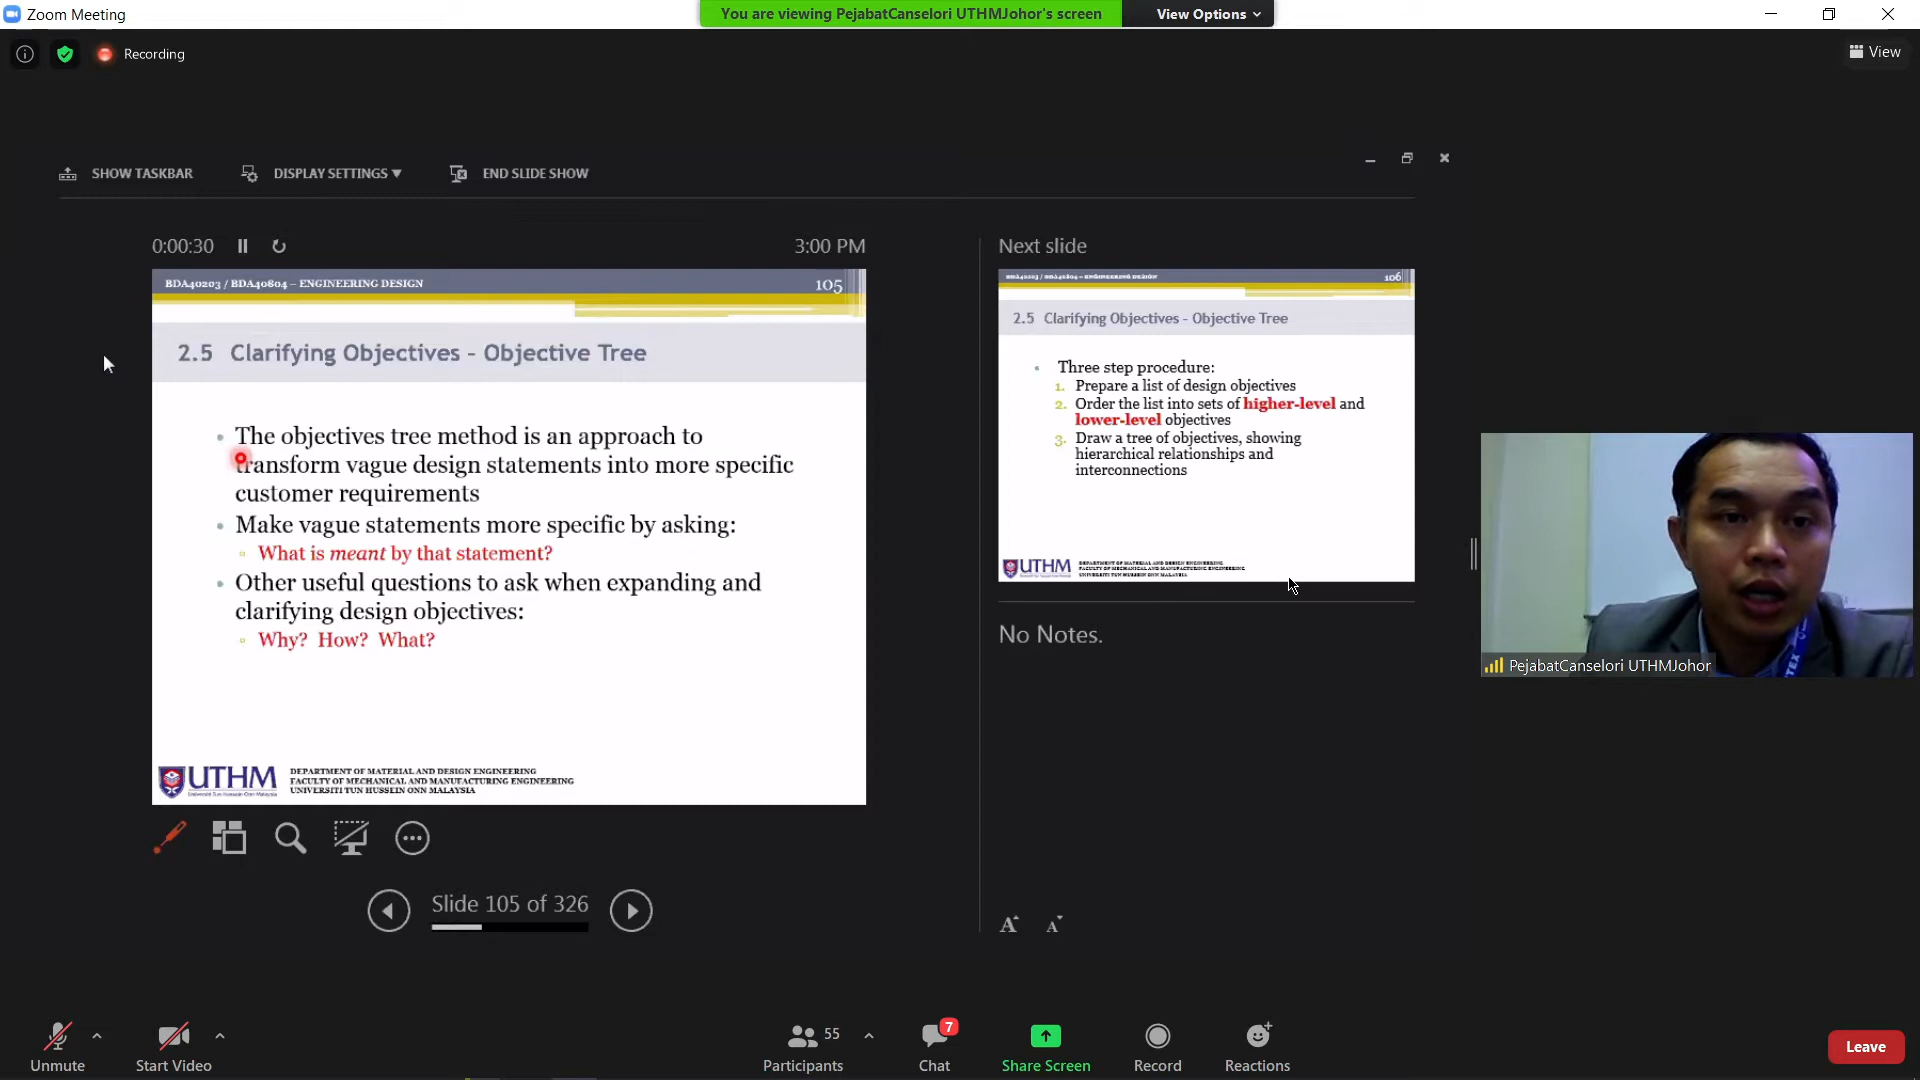 Zoom Meeting
You are viewing PejabatCanselori UTHMJohor's screen
View Options
Recording
View
SHOW TASKBAR
DISPLAY SETTINGS ▾
END SLIDE SHOW
0:00:30
3:00 PM
BDA40203 / BDA40804 – ENGINEERING DESIGN
105
2.5 Clarifying Objectives - Objective Tree
• The objectives tree method is an approach to
transform vague design statements into more specific
customer requirements
• Make vague statements more specific by asking:
▫ What is meant by that statement?
• Other useful questions to ask when expanding and
clarifying design objectives:
▫ Why? How? What?
UTHM
Universiti Tun Hussein Onn Malaysia
DEPARTMENT OF MATERIAL AND DESIGN ENGINEERING
FACULTY OF MECHANICAL AND MANUFACTURING ENGINEERING
UNIVERSITI TUN HUSSEIN ONN MALAYSIA
Slide 105 of 326
Next slide
BDA40203 / BDA40804 – ENGINEERING DESIGN
106
2.5 Clarifying Objectives - Objective Tree
• Three step procedure:
1. Prepare a list of design objectives
2. Order the list into sets of higher-level and
lower-level objectives
3. Draw a tree of objectives, showing
hierarchical relationships and
interconnections
UTHM
DEPARTMENT OF MATERIAL AND DESIGN ENGINEERING
FACULTY OF MECHANICAL AND MANUFACTURING ENGINEERING
UNIVERSITI TUN HUSSEIN ONN MALAYSIA
No Notes.
A
A
PejabatCanselori UTHMJohor
Unmute
Start Video
55
Participants
7
Chat
Share Screen
Record
Reactions
Leave